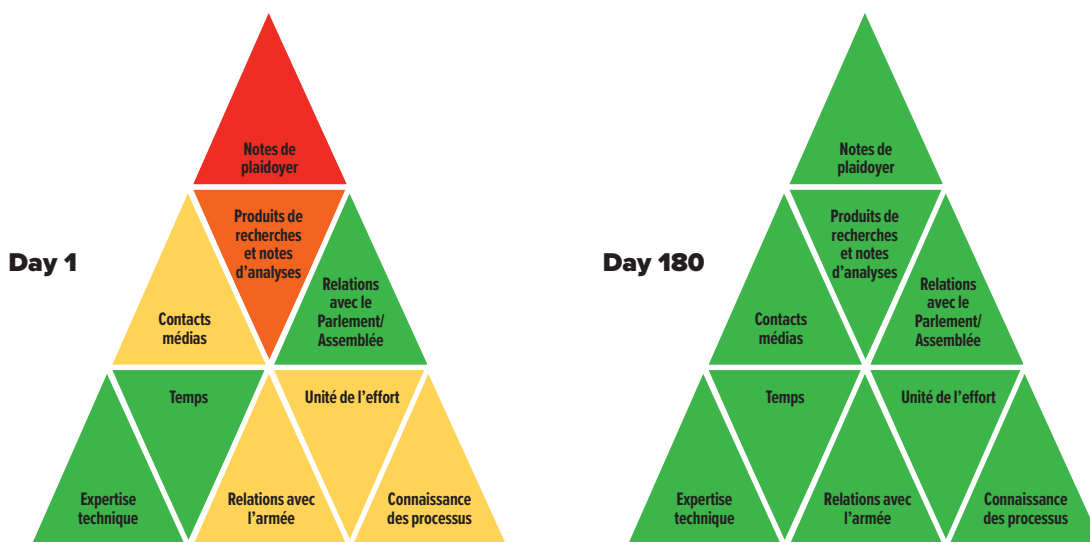 Notes de
plaidoyer
Produits de
recherches
et notes
d'analyses
Day 1
Relations
avec le
Parlement/
Assemblée
Contacts
médias
Temps
Unité de l'effort
Expertise
technique
Relations avec
l'armée
Connaissance
des processus
Notes de
plaidoyer
Produits de
recherches
et notes
d'analyses
Day 180
Relations
avec le
Parlement/
Assemblée
Contacts
médias
Temps
Unité de l'effort
Expertise
technique
Relations avec
l'armée
Connaissance
des processus